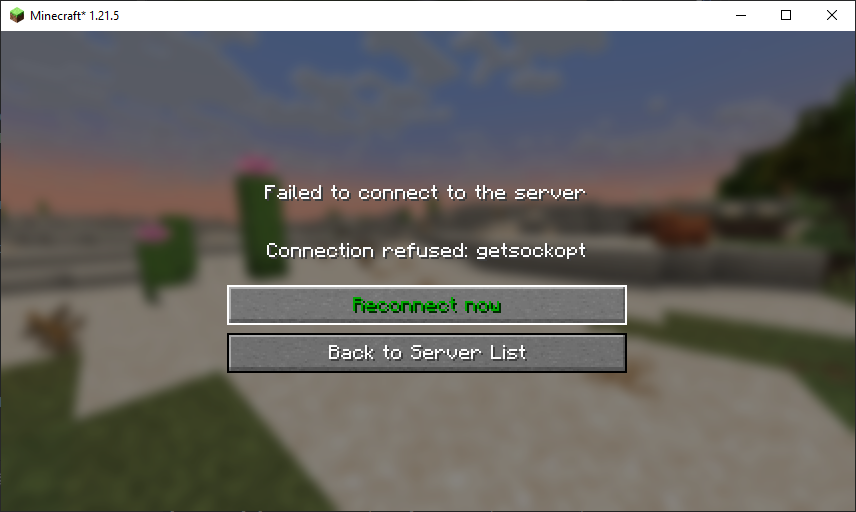 Minecraft* 1.21.5
Failed to connect to the server
Connection refused: getsockopt
Reconnect now
Back to Server List